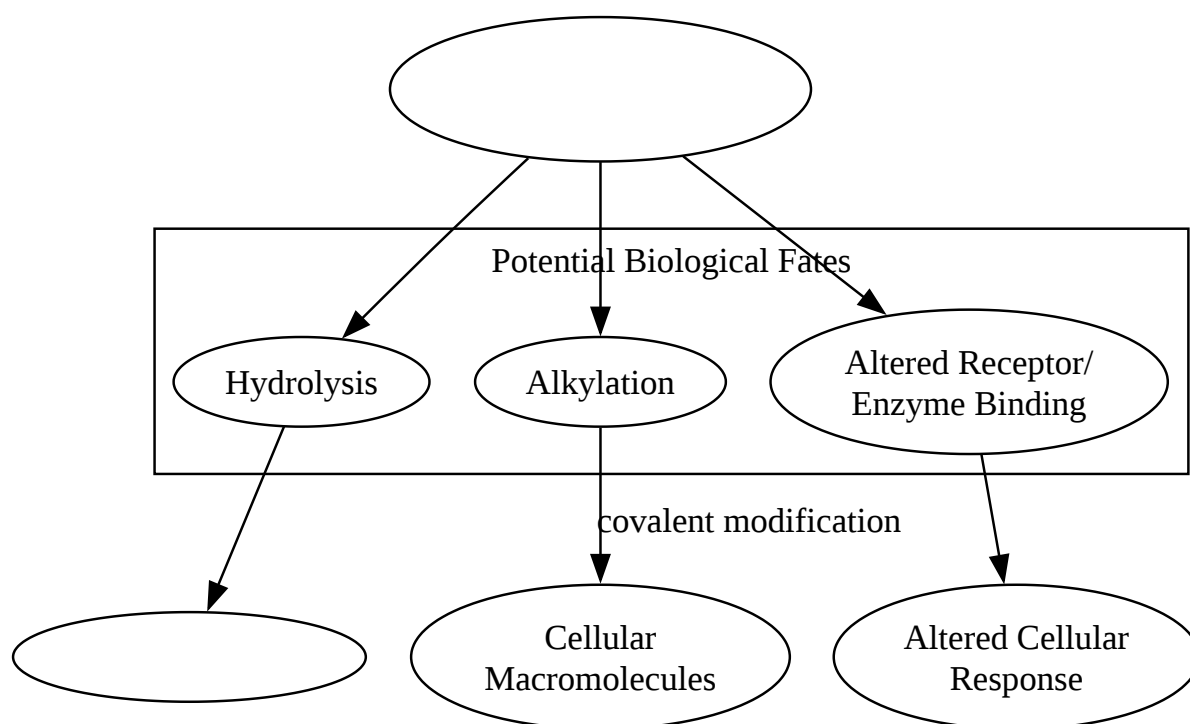 Potential Biological Fates
Hydrolysis
Alkylation
Altered Receptor/
Enzyme Binding
covalent modification
Cellular
Macromolecules
Altered Cellular
Response